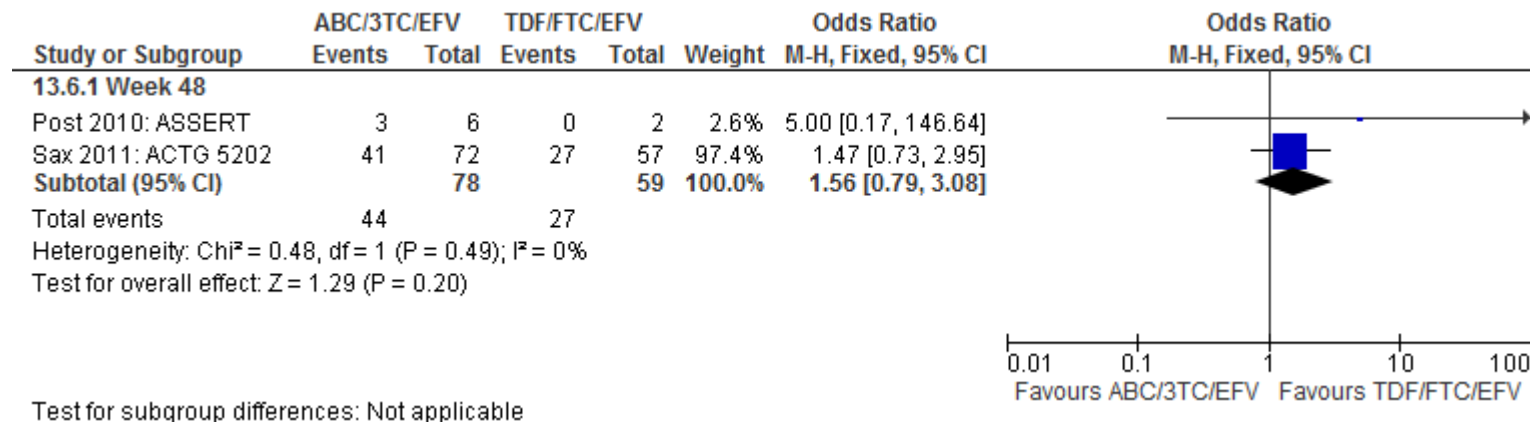 ABC/3TC/EFV TDF/FTC/EFV Odds Ratio Odds Ratio
Study or Subgroup Events Total Events Total Weight M-H, Fixed, 95% CI M-H, Fixed, 95% CI
13.6.1 Week 48
Post 2010: ASSERT 3 6 0 2 2.6% 5.00 [0.17, 146.64]
Sax 2011: ACTG 5202 41 72 27 57 97.4% 1.47 [0.73, 2.95]
Subtotal (95% CI) 78 59 100.0% 1.56 [0.79, 3.08]
Total events 44 27
Heterogeneity: Chi² = 0.48, df = 1 (P = 0.49); I² = 0%
Test for overall effect: Z = 1.29 (P = 0.20)
0.01 0.1 1 10 100
Favours ABC/3TC/EFV Favours TDF/FTC/EFV
Test for subgroup differences: Not applicable